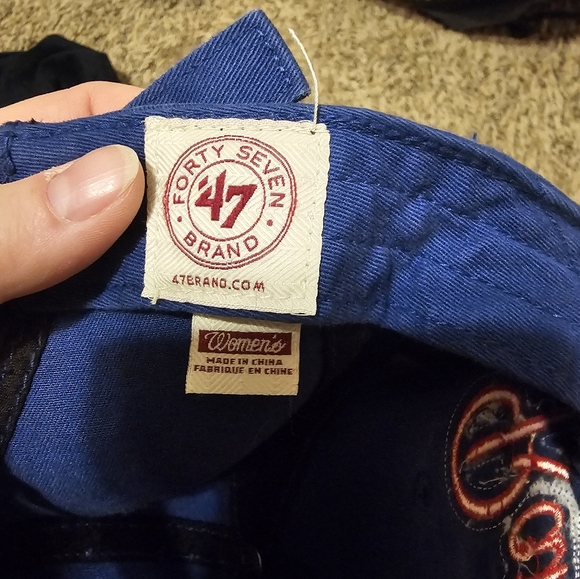 FORTY SEVEN
'47
BRAND
47BRAND.COM
Women's
MADE IN CHINA
FABRIQUE EN CHINE